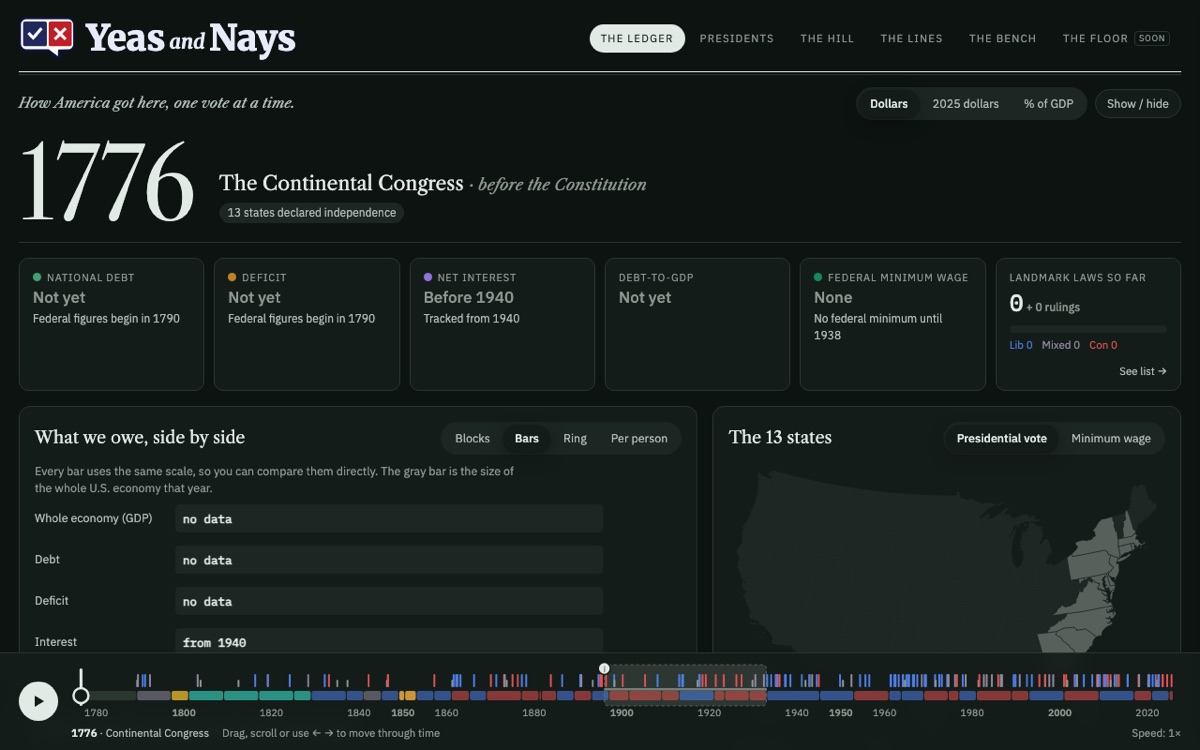 Yeas and Nays
THE LEDGER
PRESIDENTS
THE HILL
THE LINES
THE BENCH
THE FLOOR SOON
How America got here, one vote at a time.
Dollars
2025 dollars
% of GDP
Show / hide
1776
The Continental Congress · before the Constitution
13 states declared independence
NATIONAL DEBT
Not yet
Federal figures begin in 1790
DEFICIT
Not yet
Federal figures begin in 1790
NET INTEREST
Before 1940
Tracked from 1940
DEBT-TO-GDP
Not yet
FEDERAL MINIMUM WAGE
None
No federal minimum until
1938
LANDMARK LAWS SO FAR
0 + 0 rulings
Lib 0 Mixed 0 Con 0
See list →
What we owe, side by side
Blocks
Bars
Ring
Per person
Every bar uses the same scale, so you can compare them directly. The gray bar is the size of
the whole U.S. economy that year.
Whole economy (GDP)
no data
Debt
no data
Deficit
no data
Interest
from 1940
The 13 states
Presidential vote
Minimum wage
1780 1800 1820 1840 1850 1860 1880 1900 1920 1940 1950 1960 1980 2000 2020
1776 · Continental Congress
Drag, scroll or use ← → to move through time
Speed: 1×